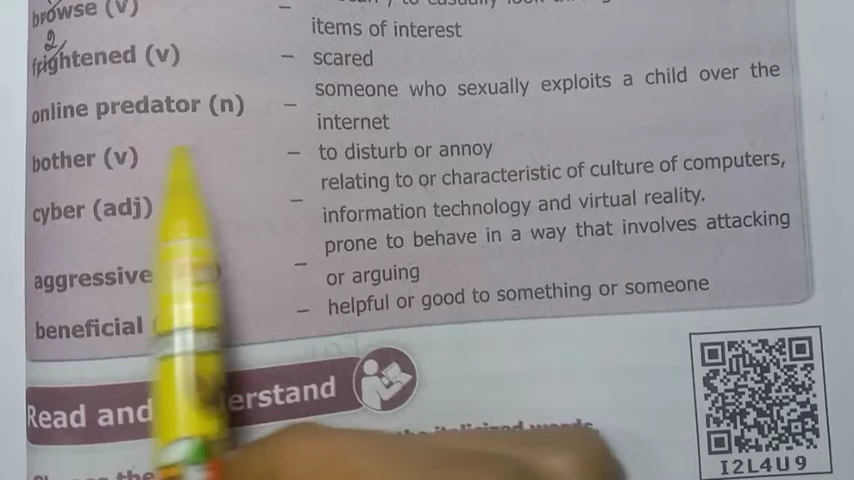 browse (v) –
items of interest
2
frightened (v) – scared
online predator (n) – someone who sexually exploits a child over the
internet
bother (v) – to disturb or annoy
cyber (adj) – relating to or characteristic of culture of computers,
information technology and virtual reality.
aggressive – prone to behave in a way that involves attacking
or arguing
beneficial – helpful or good to something or someone
Read and
I2L4U9